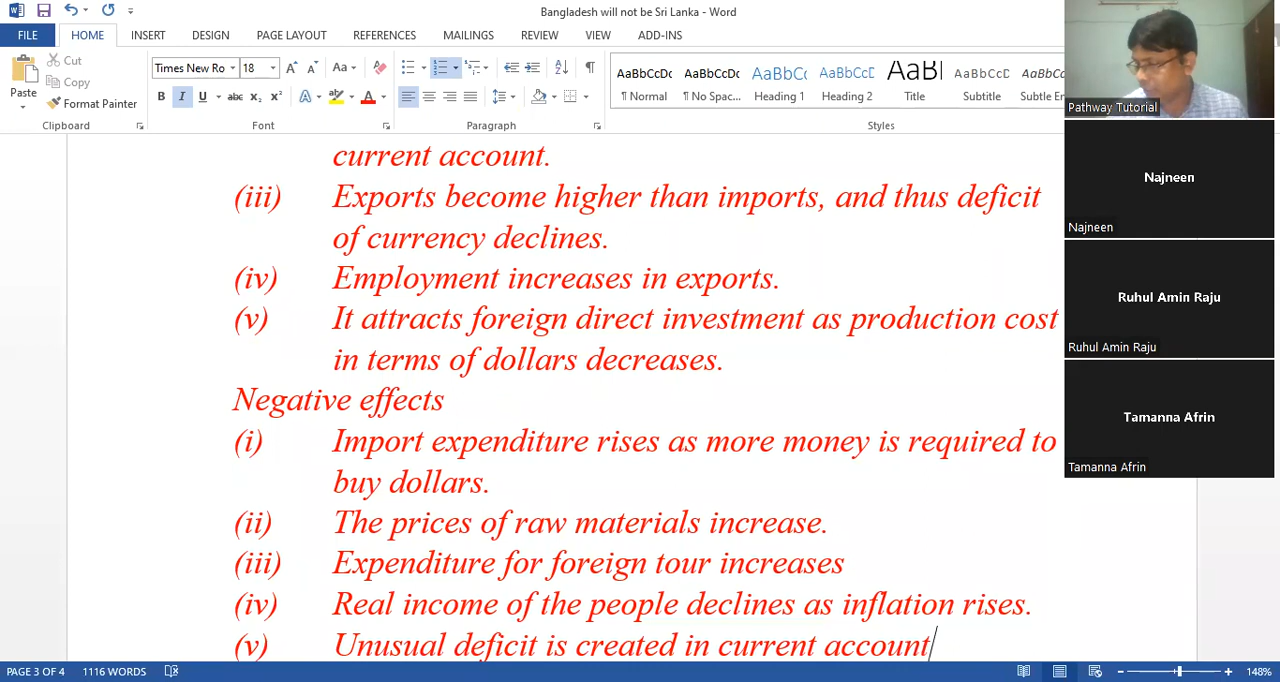 Bangladesh will not be Sri Lanka - Word
FILE HOME INSERT DESIGN PAGE LAYOUT REFERENCES MAILINGS REVIEW VIEW ADD-INS
Cut
Copy
Paste
Format Painter
Times New Ro 18
Clipboard Font Paragraph Styles
AaBbCcDc AaBbCcDc AaBbCc AaBbCcC AaBl AaBbCcD AaBbCcD
¶ Normal ¶ No Spac... Heading 1 Heading 2 Title Subtitle Subtle Em
current account.
(iii) Exports become higher than imports, and thus deficit
of currency declines.
(iv) Employment increases in exports.
(v) It attracts foreign direct investment as production cost
in terms of dollars decreases.
Negative effects
(i) Import expenditure rises as more money is required to
buy dollars.
(ii) The prices of raw materials increase.
(iii) Expenditure for foreign tour increases
(iv) Real income of the people declines as inflation rises.
(v) Unusual deficit is created in current account
PAGE 3 OF 4 1116 WORDS 148%
Pathway Tutorial
Najneen
Najneen
Ruhul Amin Raju
Ruhul Amin Raju
Tamanna Afrin
Tamanna Afrin